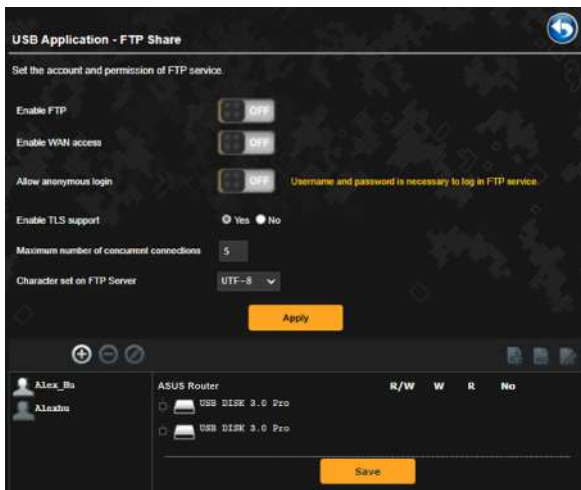 USB Application - FTP Share
Set the account and permission of FTP service.
Enable FTP OFF
Enable WAN access OFF
Allow anonymous login OFF Username and password is necessary to log in FTP service.
Enable TLS support Yes No
Maximum number of concurrent connections 5
Character set on FTP Server UTF-8
Apply
Alex_Hu ASUS Router R/W W R No
Alexhu USB DISK 3.0 Pro
USB DISK 3.0 Pro
Save